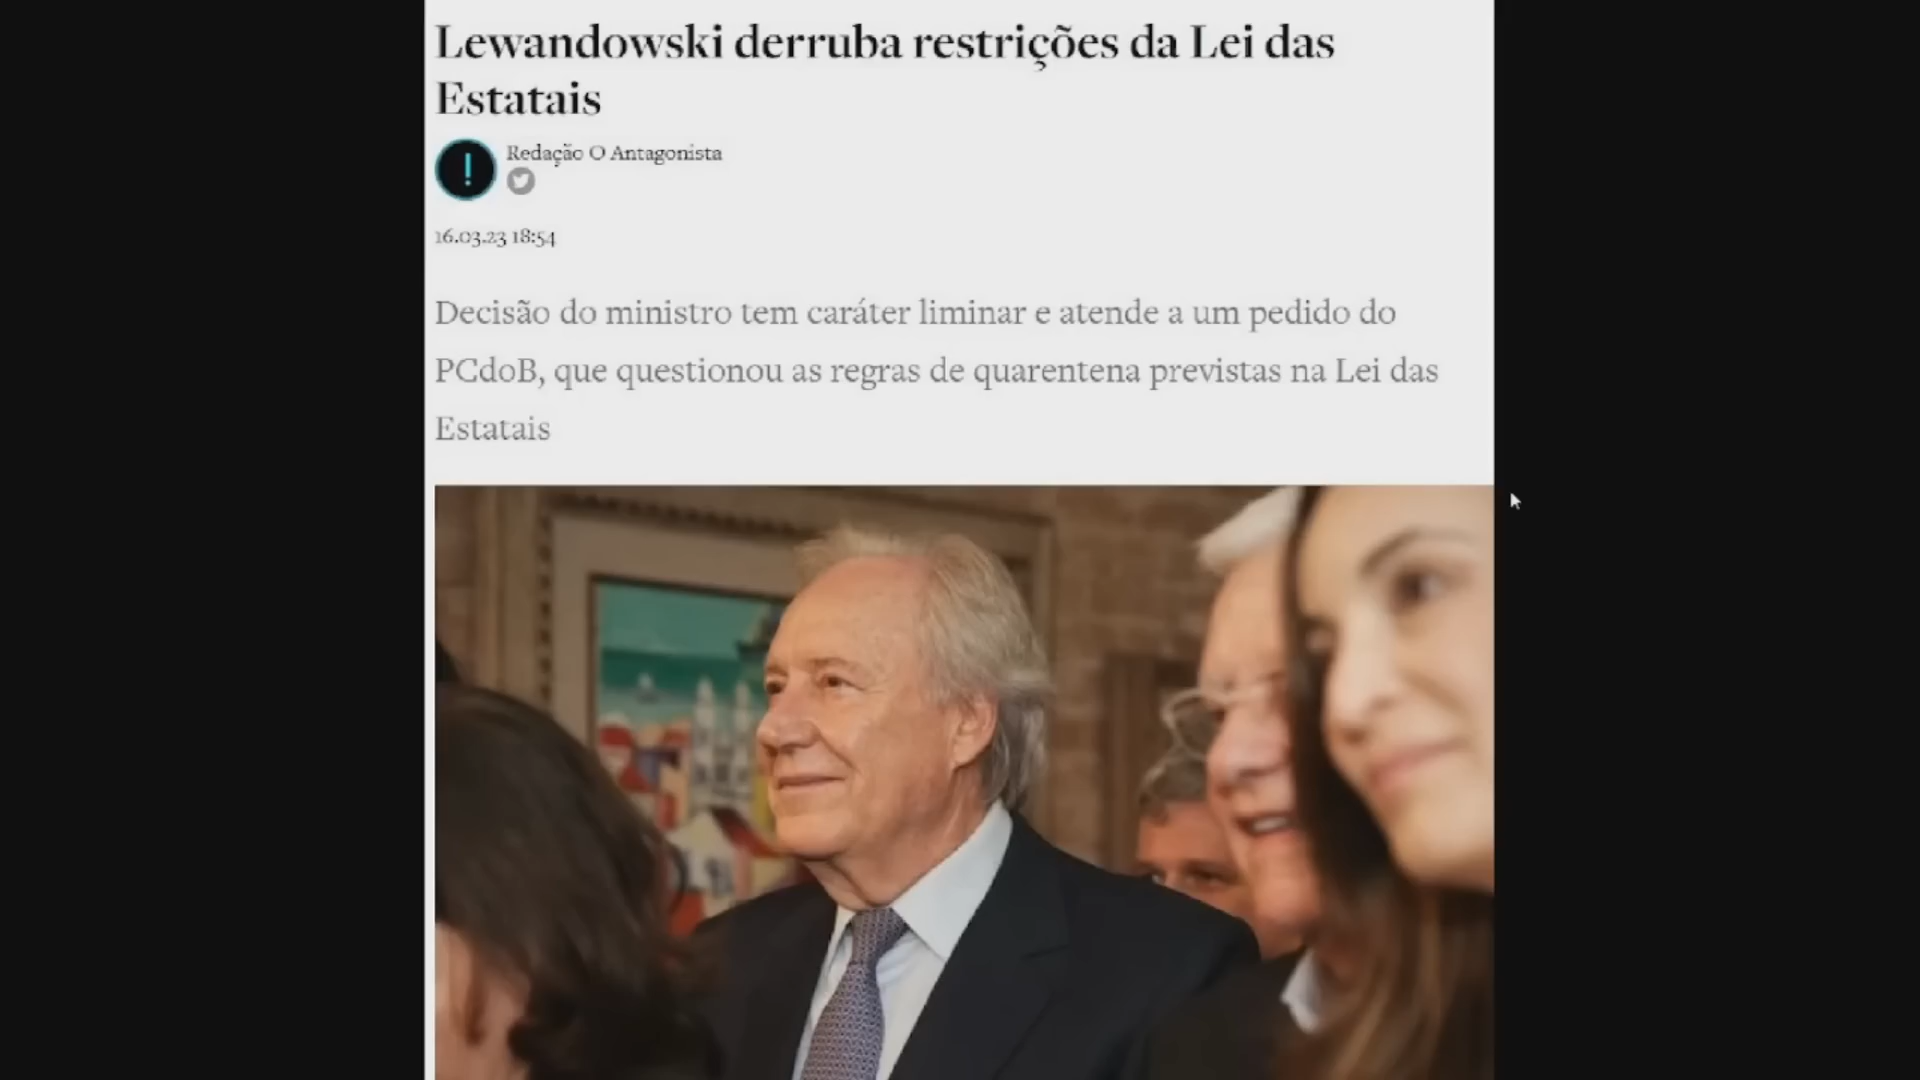 Lewandowski derruba restrições da Lei das
Estatais
Redação O Antagonista
16.03.23 18:54
Decisão do ministro tem caráter liminar e atende a um pedido do
PCdoB, que questionou as regras de quarentena previstas na Lei das
Estatais